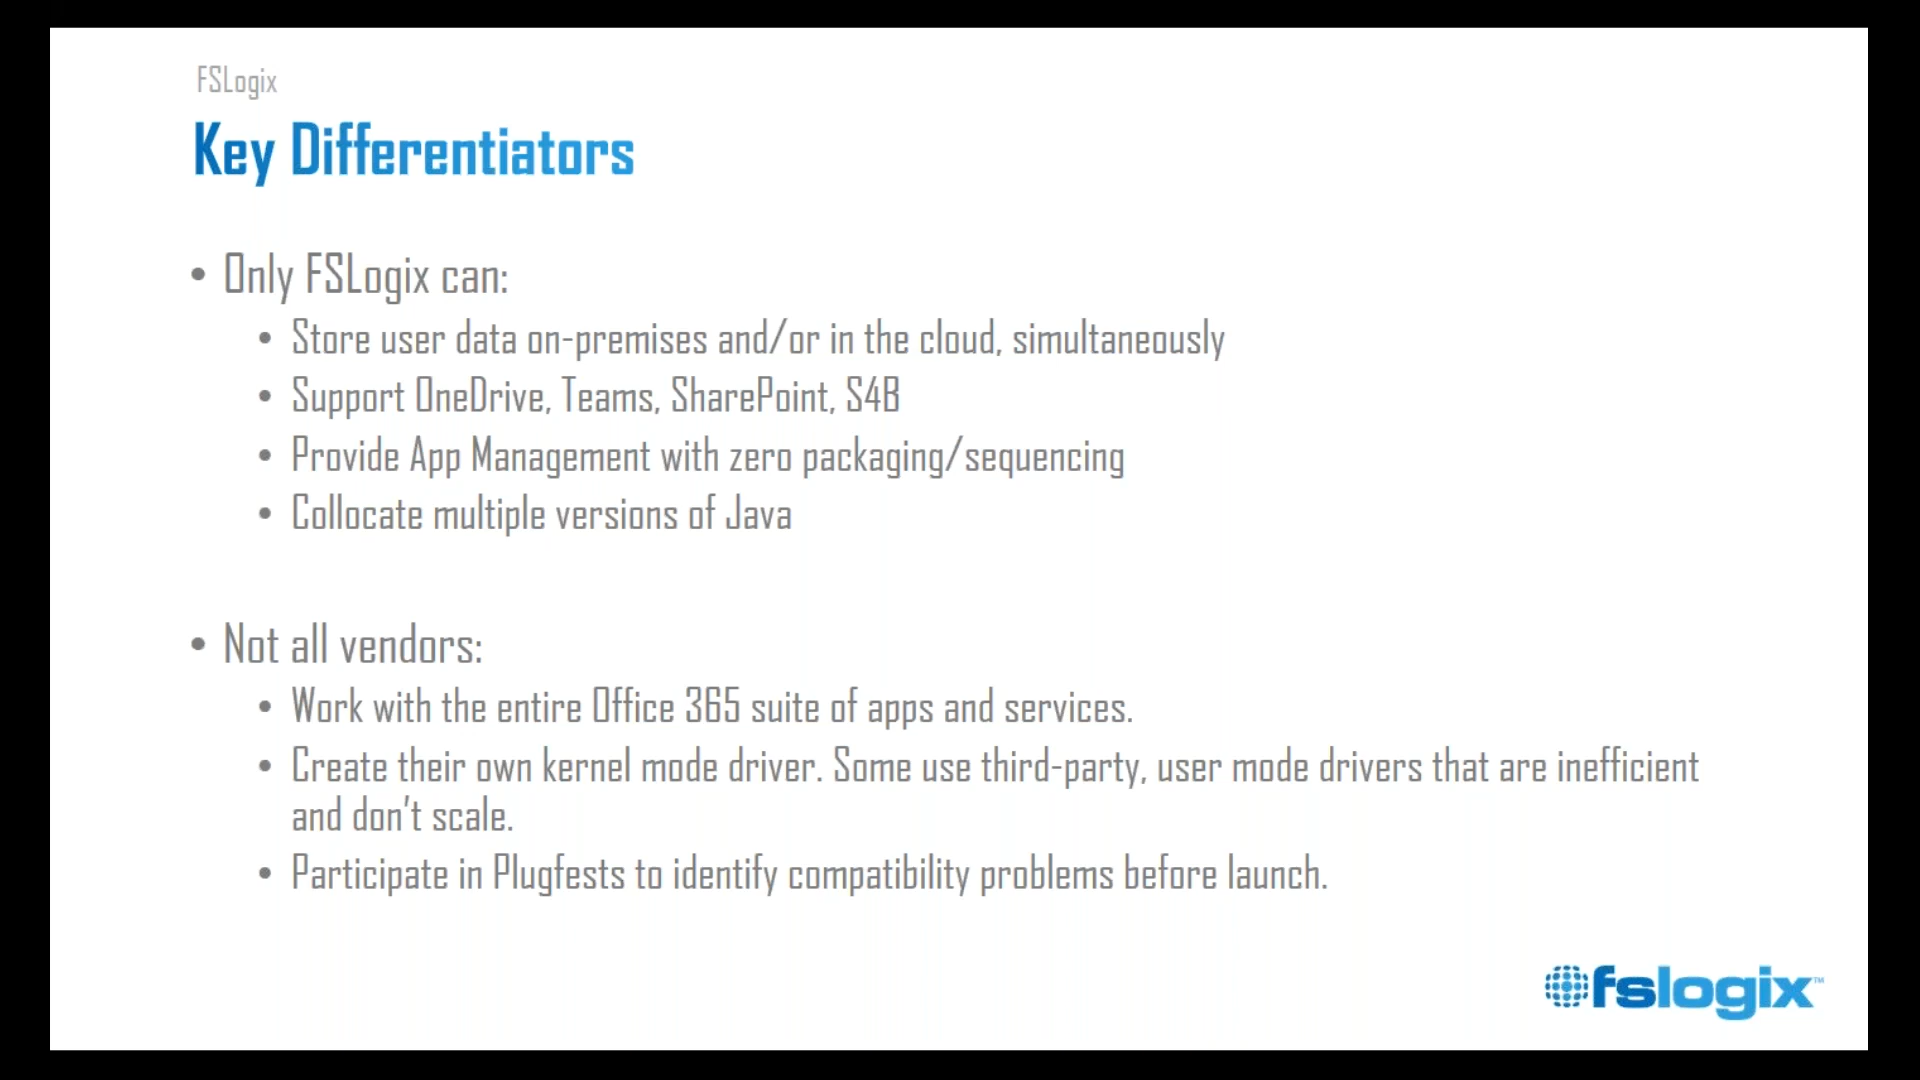 FSLogix
Key Differentiators
• Only FSLogix can:
• Store user data on-premises and/or in the cloud, simultaneously
• Support OneDrive, Teams, SharePoint, S4B
• Provide App Management with zero packaging/sequencing
• Collocate multiple versions of Java
• Not all vendors:
• Work with the entire Office 365 suite of apps and services.
• Create their own kernel mode driver. Some use third-party, user mode drivers that are inefficient
and don't scale.
• Participate in Plugfests to identify compatibility problems before launch.
fslogix™